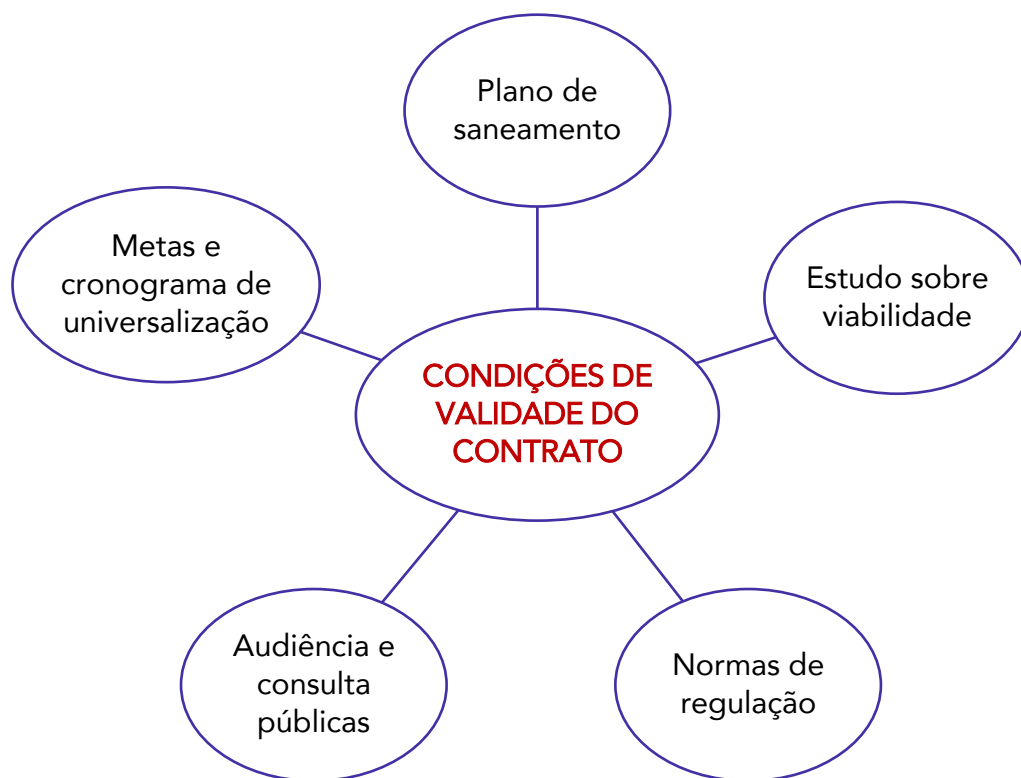 Plano de
saneamento
Metas e
cronograma de
universalização
Estudo sobre
viabilidade
CONDIÇÕES DE
VALIDADE DO
CONTRATO
Audiência e
consulta
públicas
Normas de
regulação